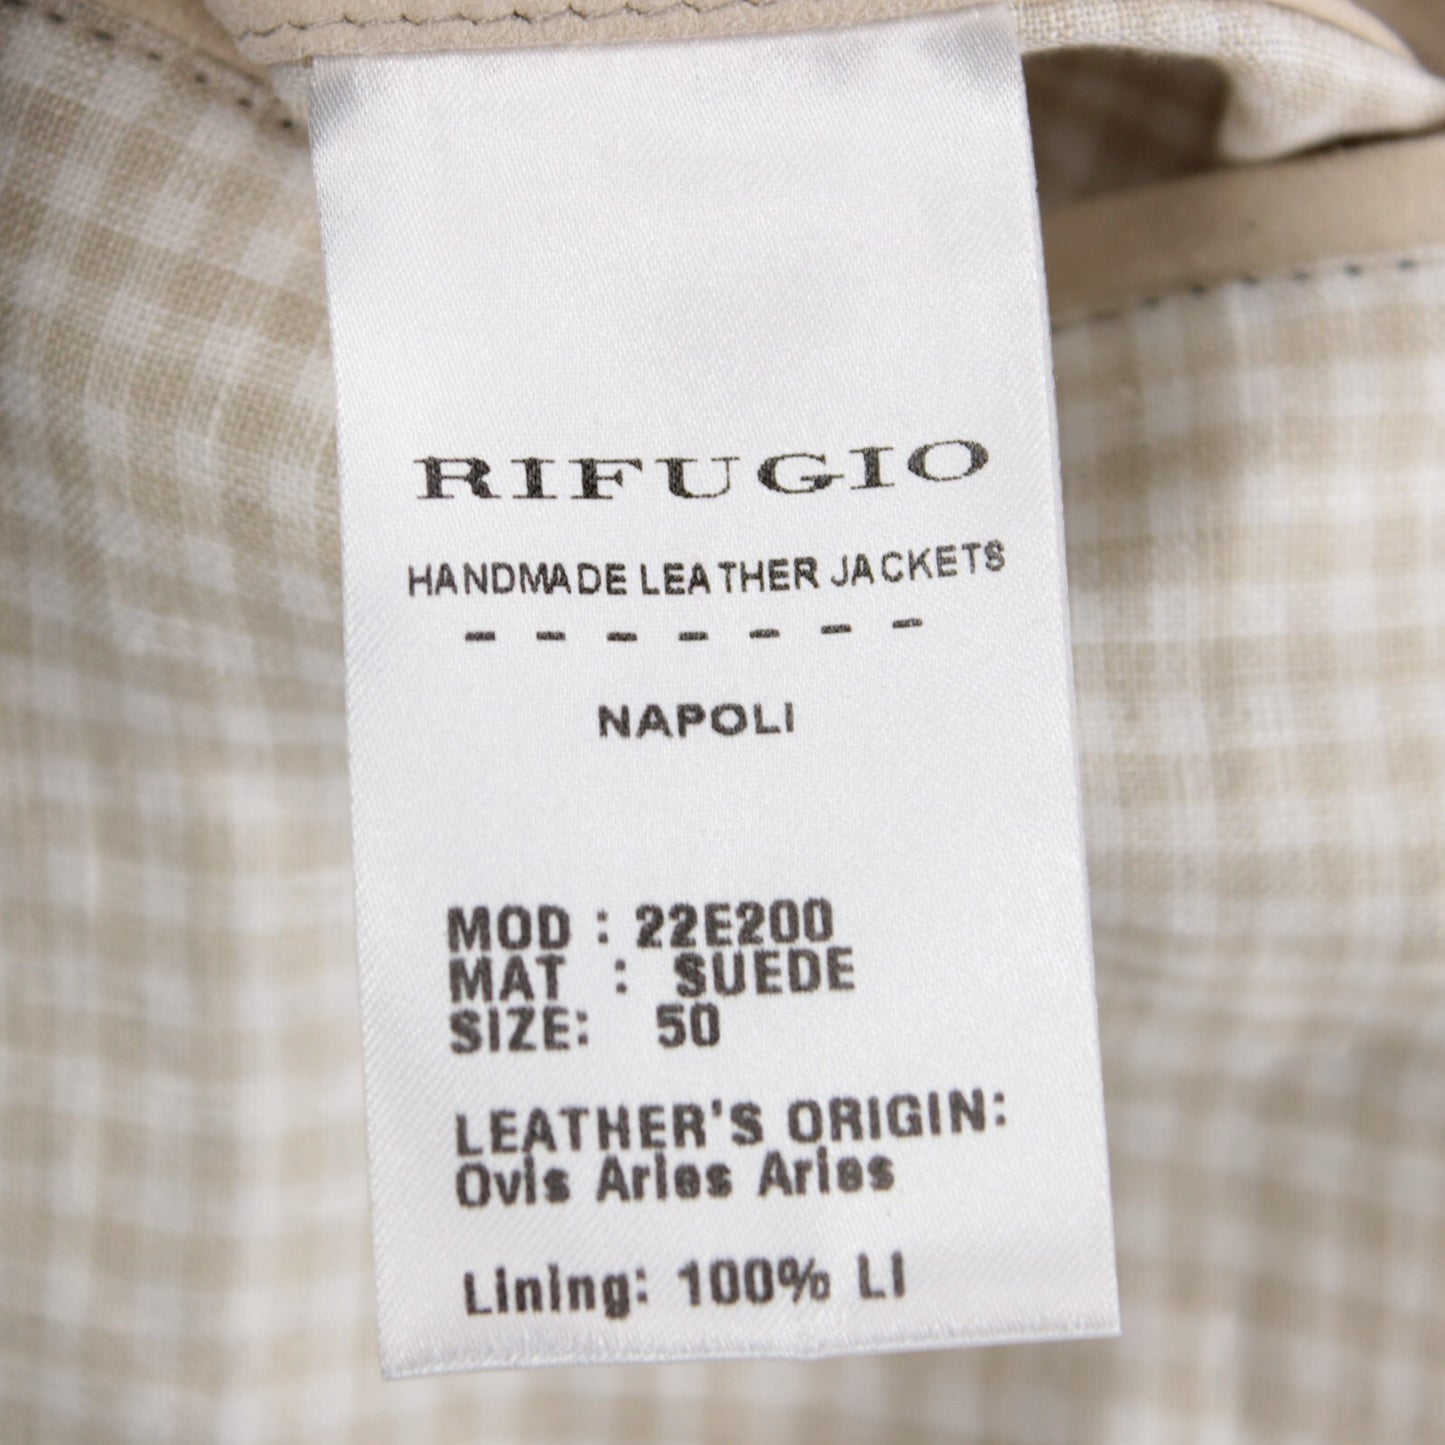 RIFUGIO
HANDMADE LEATHER JACKETS
- - - - - - -
NAPOLI
MOD : 22E200
MAT : SUEDE
SIZE: 50
LEATHER'S ORIGIN:
Ovis Aries Aries
Lining: 100% LI